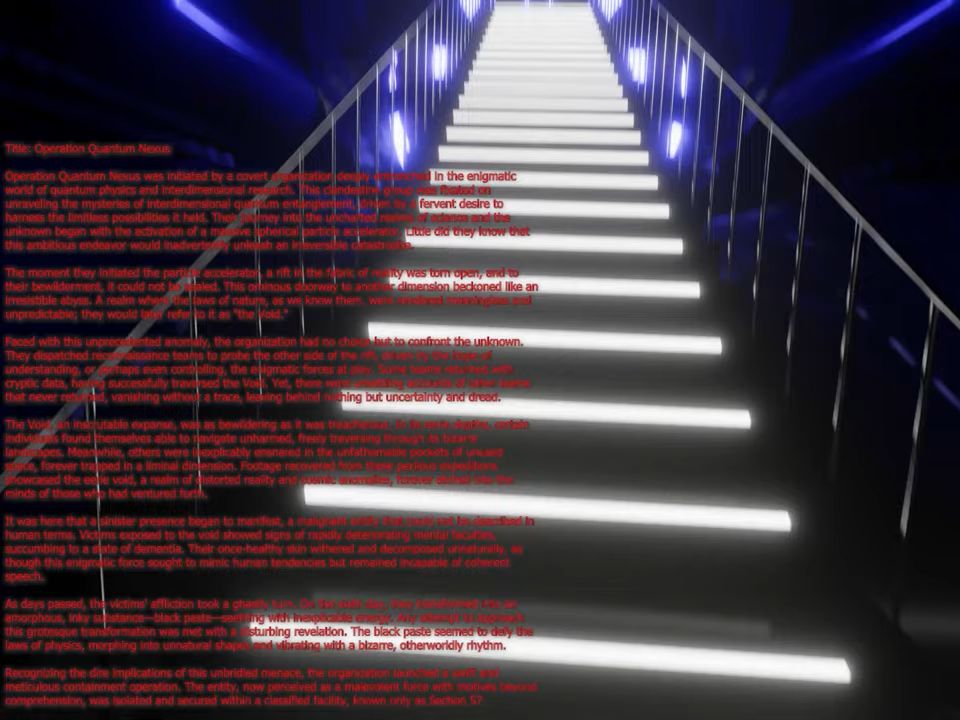 Title: Operation Quantum Nexus
Operation Quantum Nexus was initiated by a covert organization deeply entrenched in the enigmatic
world of quantum physics and interdimensional research. This clandestine group was fixated on
unraveling the mysteries of interdimensional quantum entanglement, driven by a fervent desire to
harness the limitless possibilities it held. Their journey into the uncharted realms of science and the
unknown began with the activation of a massive spherical particle accelerator. Little did they know that
this ambitious endeavor would inadvertently unleash an irreversible catastrophe.
The moment they initiated the particle accelerator, a rift in the fabric of reality was torn open, and to
their bewilderment, it could not be sealed. This ominous doorway to another dimension beckoned like an
irresistible abyss. A realm where the laws of nature, as we know them, were rendered meaningless and
unpredictable; they would later refer to it as "the Void."
Faced with this unprecedented anomaly, the organization had no choice but to confront the unknown.
They dispatched reconnaissance teams to probe the other side of the rift, driven by the hope of
understanding, or perhaps even controlling, the enigmatic forces at play. Some teams returned with
cryptic data, having successfully traversed the Void. Yet, there were unsettling accounts of other teams
that never returned, vanishing without a trace, leaving behind nothing but uncertainty and dread.
The Void, an inscrutable expanse, was as bewildering as it was treacherous. In its eerie depths, certain
individuals found themselves able to navigate unharmed, freely traversing through its bizarre
landscapes. Meanwhile, others were inexplicably ensnared in the unfathomable pockets of unused
space, forever trapped in a liminal dimension. Footage recovered from these perilous expeditions
showcased the eerie void, a realm of distorted reality and cosmic anomalies, forever etched into the
minds of those who had ventured forth.
It was here that a sinister presence began to manifest, a malignant entity that could not be described in
human terms. Victims exposed to the void showed signs of rapidly deteriorating mental faculties,
succumbing to a state of dementia. Their once-healthy skin withered and decomposed unnaturally, as
though this enigmatic force sought to mimic human tendencies but remained incapable of coherent
speech.
As days passed, the victims' affliction took a ghastly turn. On the sixth day, they transformed into an
amorphous, inky substance—black paste—seething with inexplicable energy. Any attempt to approach
this grotesque transformation was met with a disturbing revelation. The black paste seemed to defy the
laws of physics, morphing into unnatural shapes and vibrating with a bizarre, otherworldly rhythm.
Recognizing the dire implications of this unbridled menace, the organization launched a swift and
meticulous containment operation. The entity, now perceived as a malevolent force with motives beyond
comprehension, was isolated and secured within a classified facility, known only as Section 5?